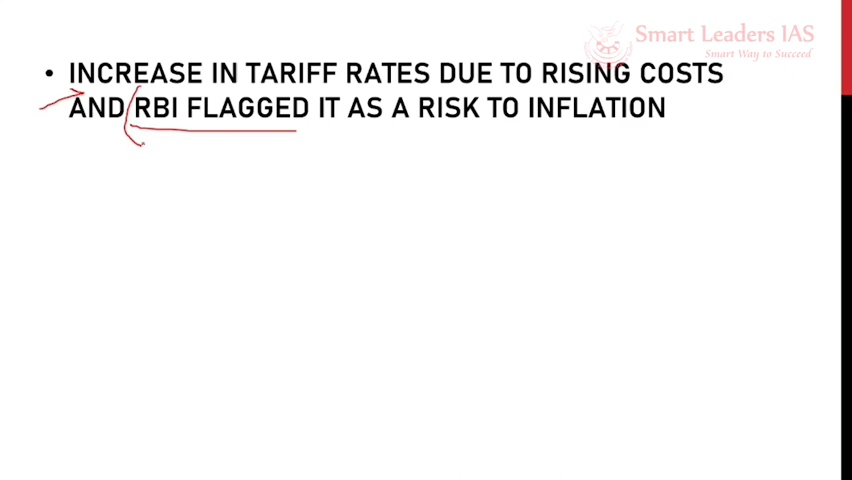 Smart Leaders IAS
Smart Way to Succeed
• INCREASE IN TARIFF RATES DUE TO RISING COSTS
AND RBI FLAGGED IT AS A RISK TO INFLATION